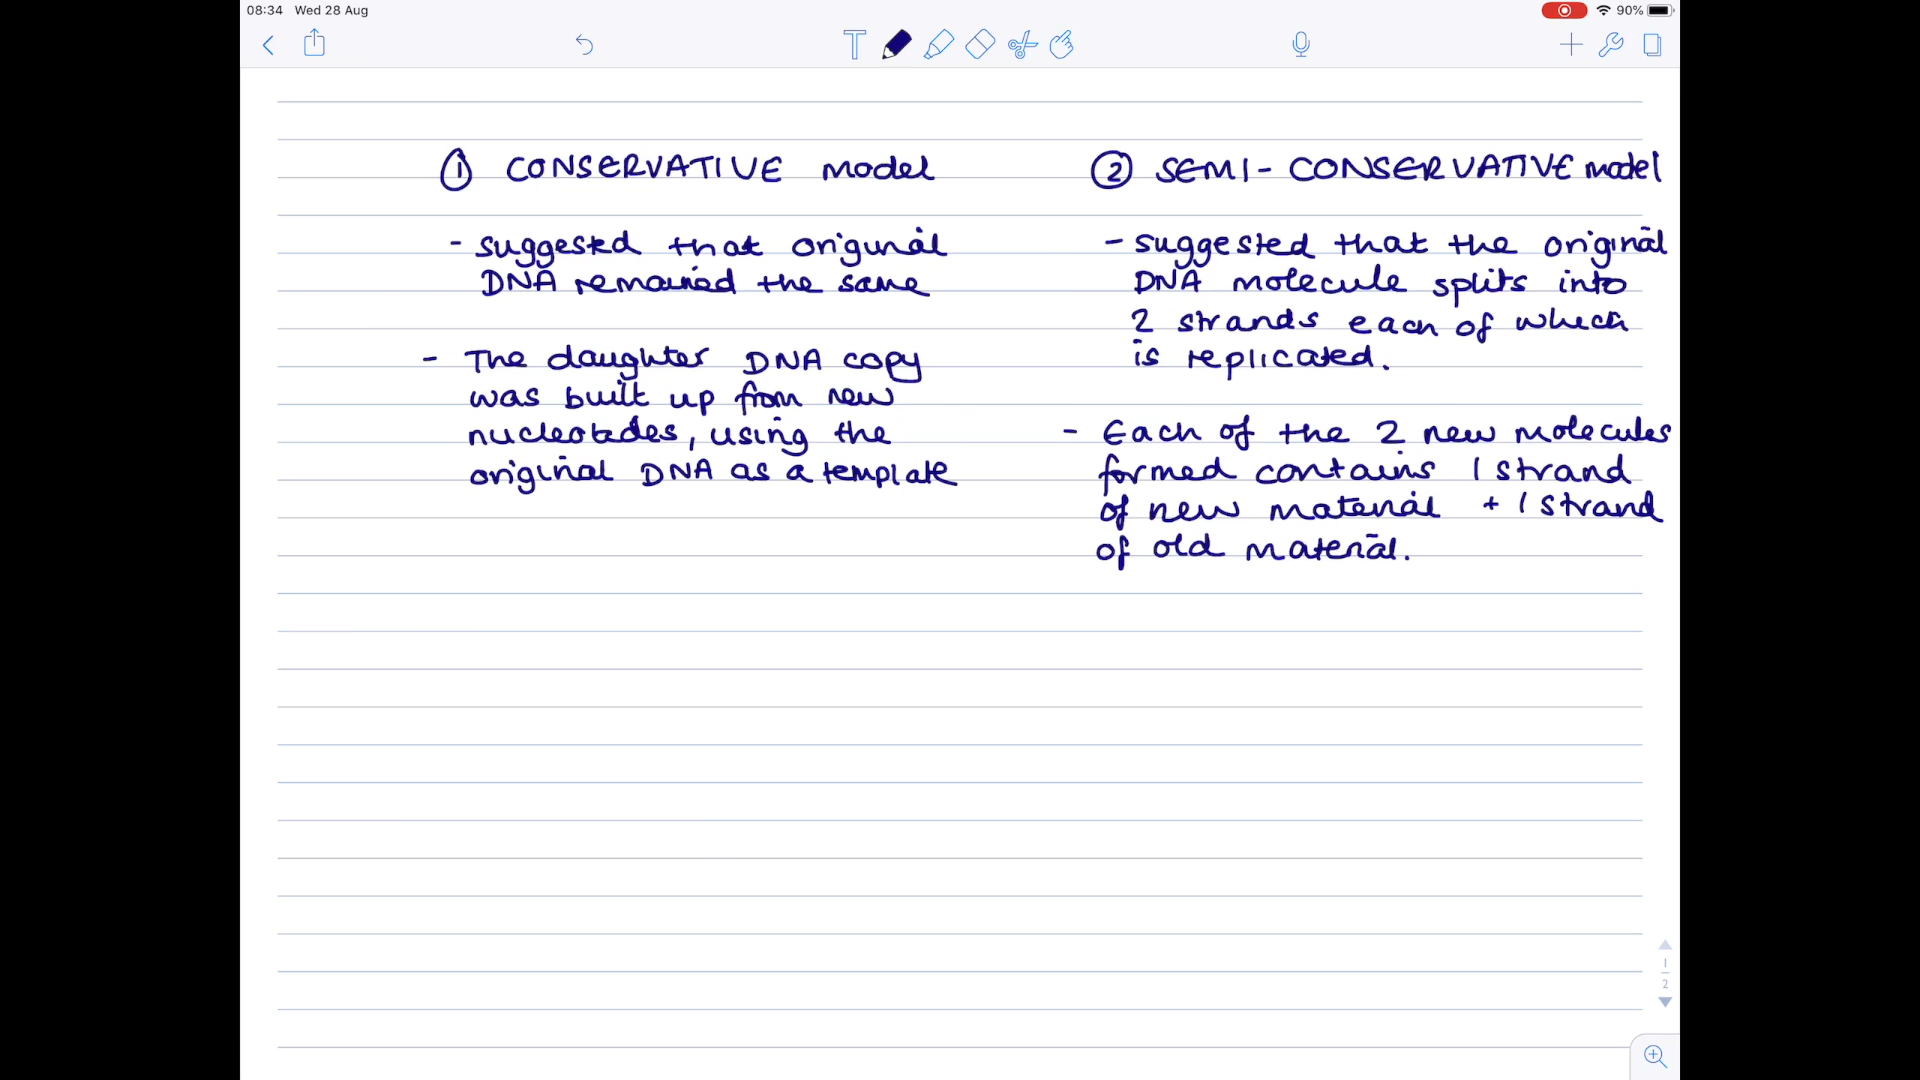 08:34 Wed 28 Aug
90%
① CONSERVATIVE model
- suggested that original
DNA remained the same
- The daughter DNA copy
was built up from new
nucleotides, using the
original DNA as a template
② SEMI-CONSERVATIVE model
- suggested that the original
DNA molecule splits into
2 strands each of which
is replicated.
- Each of the 2 new molecules
formed contains 1 strand
of new material + 1 strand
of old material.
1
2